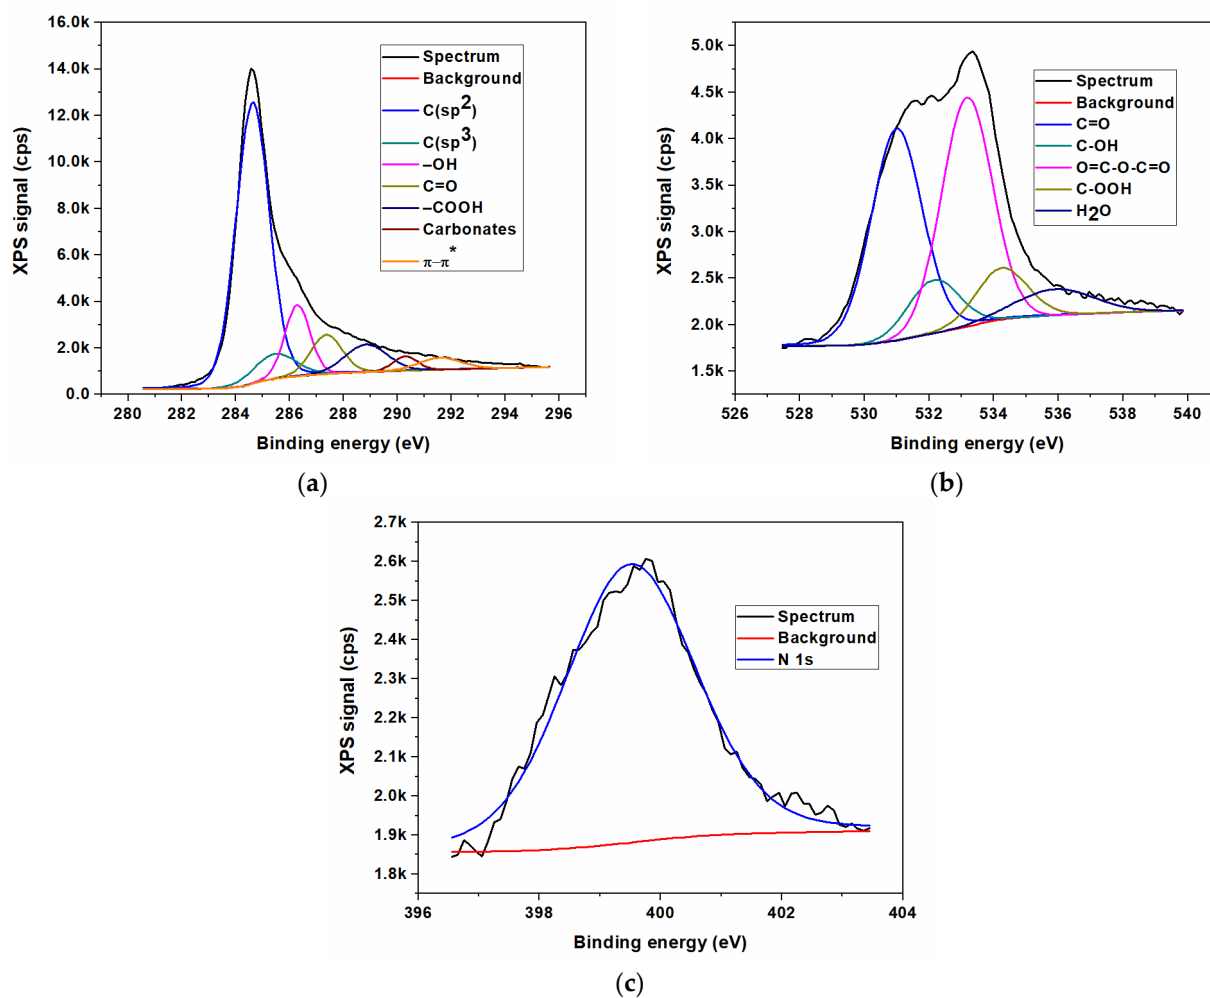 16.0k
14.0k
12.0k
10.0k
8.0k
6.0k
4.0k
2.0k
0.0
XPS signal (cps)
Spectrum
Background
C(sp²)
C(sp³)
–OH
C=O
–COOH
Carbonates
π–π*
280 282 284 286 288 290 292 294 296
Binding energy (eV)
(a)
5.0k
4.5k
4.0k
3.5k
3.0k
2.5k
2.0k
1.5k
XPS signal (cps)
Spectrum
Background
C=O
C-OH
O=C-O-C=O
C-OOH
H2O
526 528 530 532 534 536 538 540
Binding energy (eV)
(b)
2.7k
2.6k
2.5k
2.4k
2.3k
2.2k
2.1k
2.0k
1.9k
1.8k
XPS signal (cps)
Spectrum
Background
N 1s
396 398 400 402 404
Binding energy (eV)
(c)